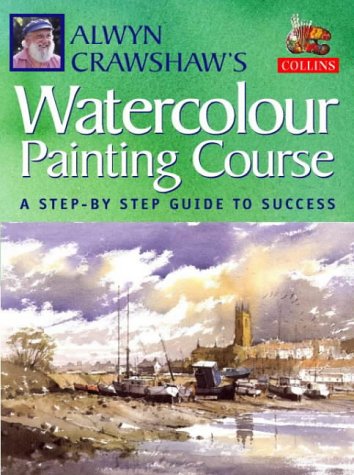 ALWYN
CRAWSHAW'S
COLLINS
Watercolour
Painting Course
A STEP-BY STEP GUIDE TO SUCCESS